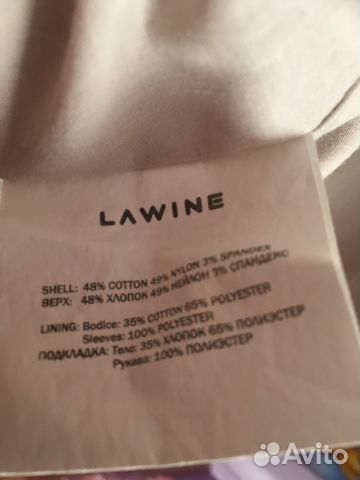 LAWINE
SHELL: 48% COTTON 49% NYLON 3% SPANDEX
ВЕРХ: 48% ХЛОПОК 49% НЕЙЛОН 3% СПАНДЕКС
LINING: Bodice: 35% COTTON 65% POLYESTER
Sleeves: 100% POLYESTER
ПОДКЛАДКА: Тело: 35% ХЛОПОК 65% ПОЛИЭСТЕР
Рукава: 100% ПОЛИЭСТЕР
Avito